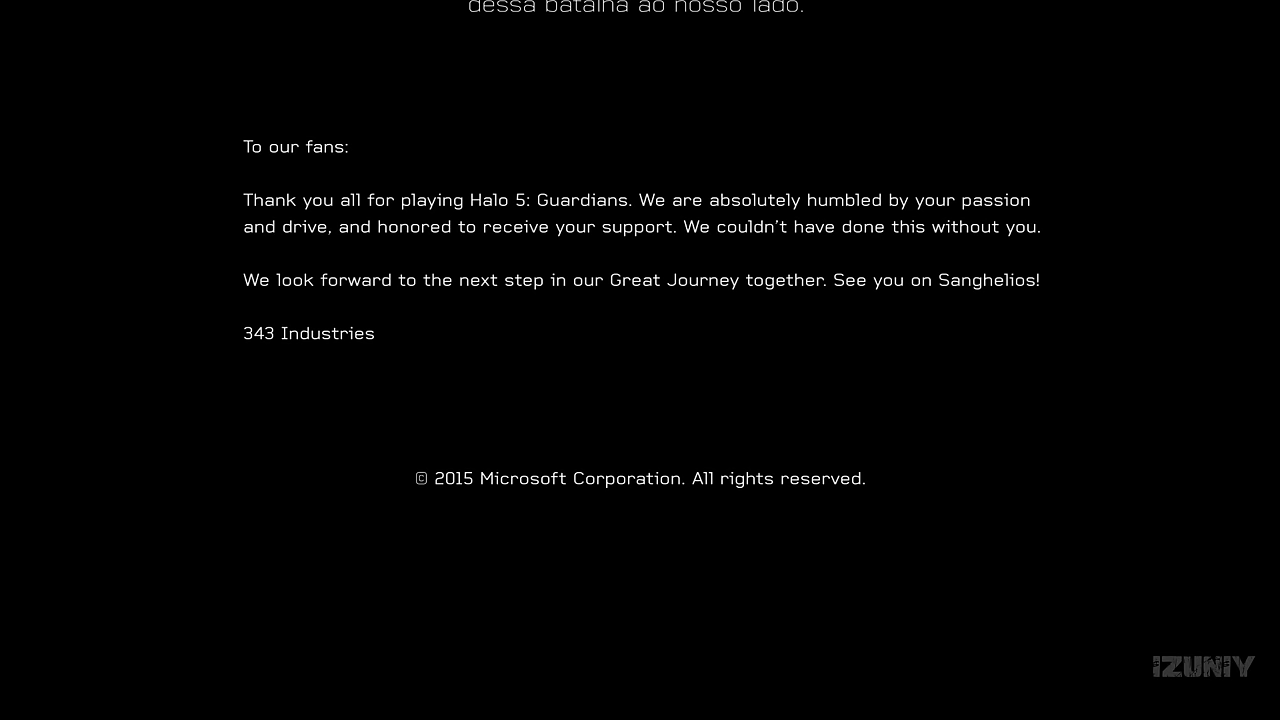 dessa batalha ao nosso lado.
To our fans:
Thank you all for playing Halo 5: Guardians. We are absolutely humbled by your passion
and drive, and honored to receive your support. We couldn’t have done this without you.
We look forward to the next step in our Great Journey together. See you on Sanghelios!
343 Industries
© 2015 Microsoft Corporation. All rights reserved.
IZUNIY